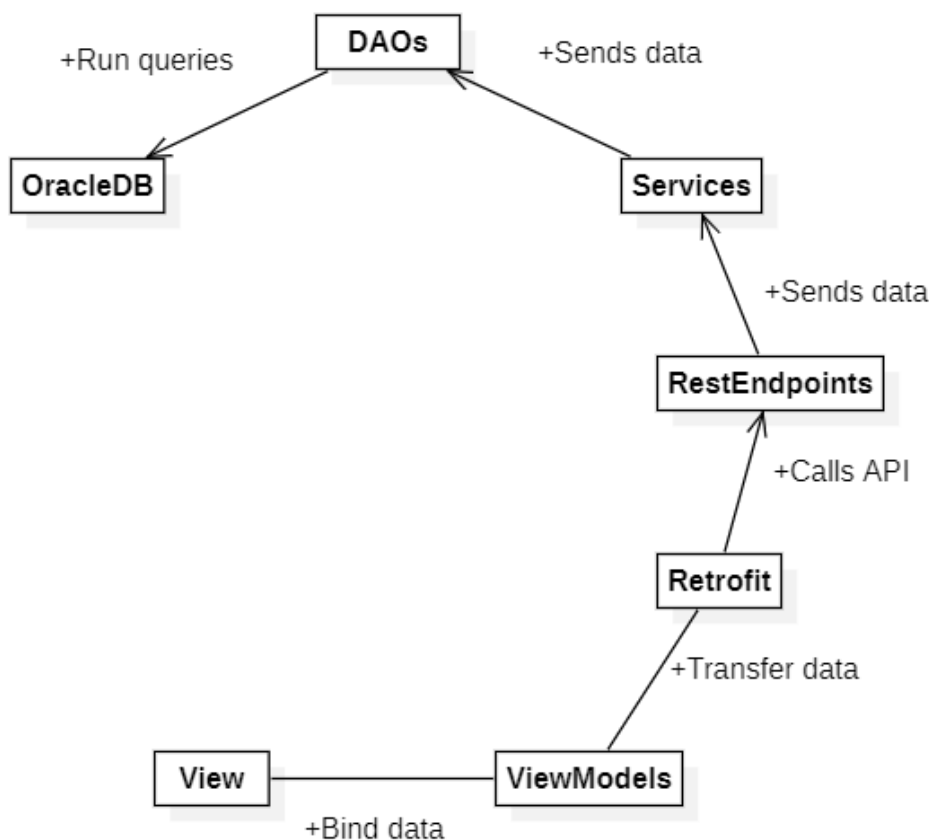 DAOs
+Run queries
+Sends data
OracleDB
Services
+Sends data
RestEndpoints
+Calls API
Retrofit
+Transfer data
View
ViewModels
+Bind data